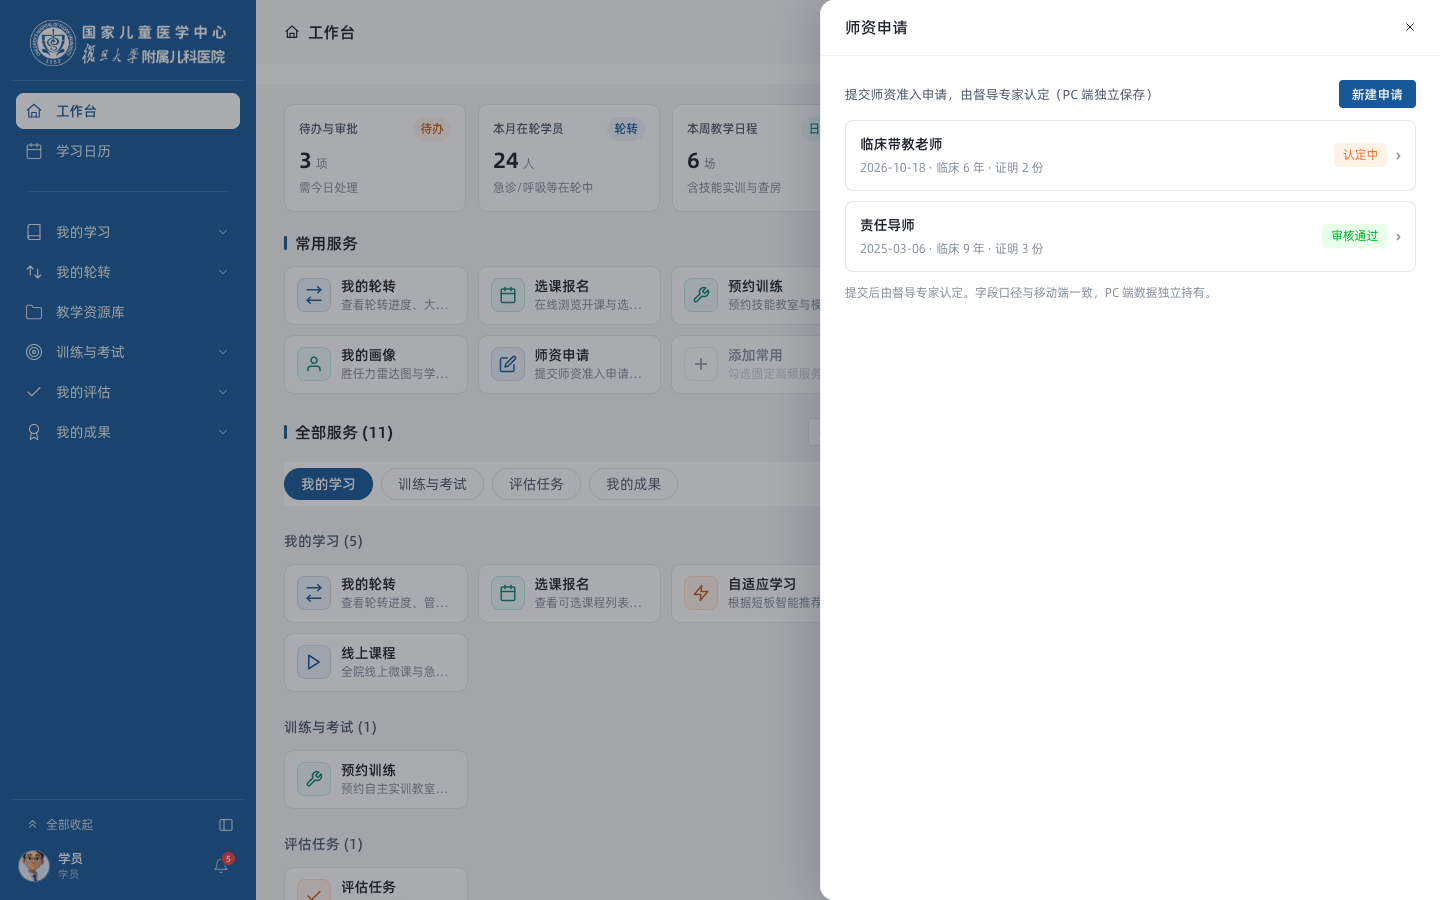 国家儿童医学中心
復旦大学附属儿科医院
工作台
学习日历
我的学习
我的轮转
教学资源库
训练与考试
我的评估
我的成果
全部收起
学员
学员
5
工作台
待办与审批
待办
3 项
需今日处理
本月在轮学员
轮转
24 人
急诊/呼吸等在轮中
本周教学日程
日
6 场
含技能实训与查房
常用服务
我的轮转
查看轮转进度、大…
选课报名
在线浏览开课与选…
预约训练
预约技能教室与模
我的画像
胜任力雷达图与学…
师资申请
提交师资准入申请…
添加常用
勾选固定高频服务
全部服务 (11)
我的学习
训练与考试
评估任务
我的成果
我的学习 (5)
我的轮转
查看轮转进度、管…
选课报名
查看可选课程列表…
自适应学习
根据短板智能推荐
线上课程
全院线上微课与急…
训练与考试 (1)
预约训练
预约自主实训教室…
评估任务 (1)
评估任务
师资申请
提交师资准入申请，由督导专家认定（PC 端独立保存）
新建申请
临床带教老师
2026-10-18 · 临床 6 年 · 证明 2 份
认定中
责任导师
2025-03-06 · 临床 9 年 · 证明 3 份
审核通过
提交后由督导专家认定。字段口径与移动端一致，PC 端数据独立持有。